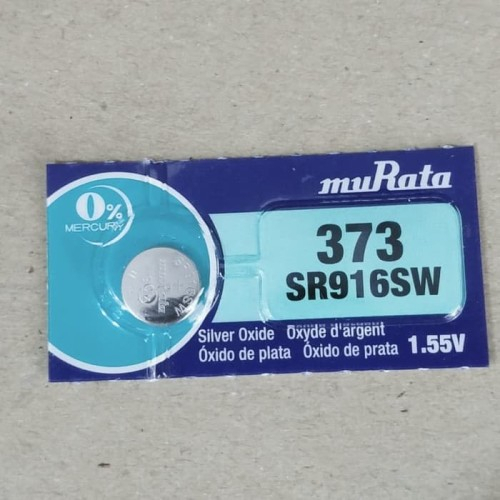 muRata
0%
MERCURY
373
SR916SW
Silver Oxide Oxyde d'argent
Óxido de plata Óxido de prata 1.55V